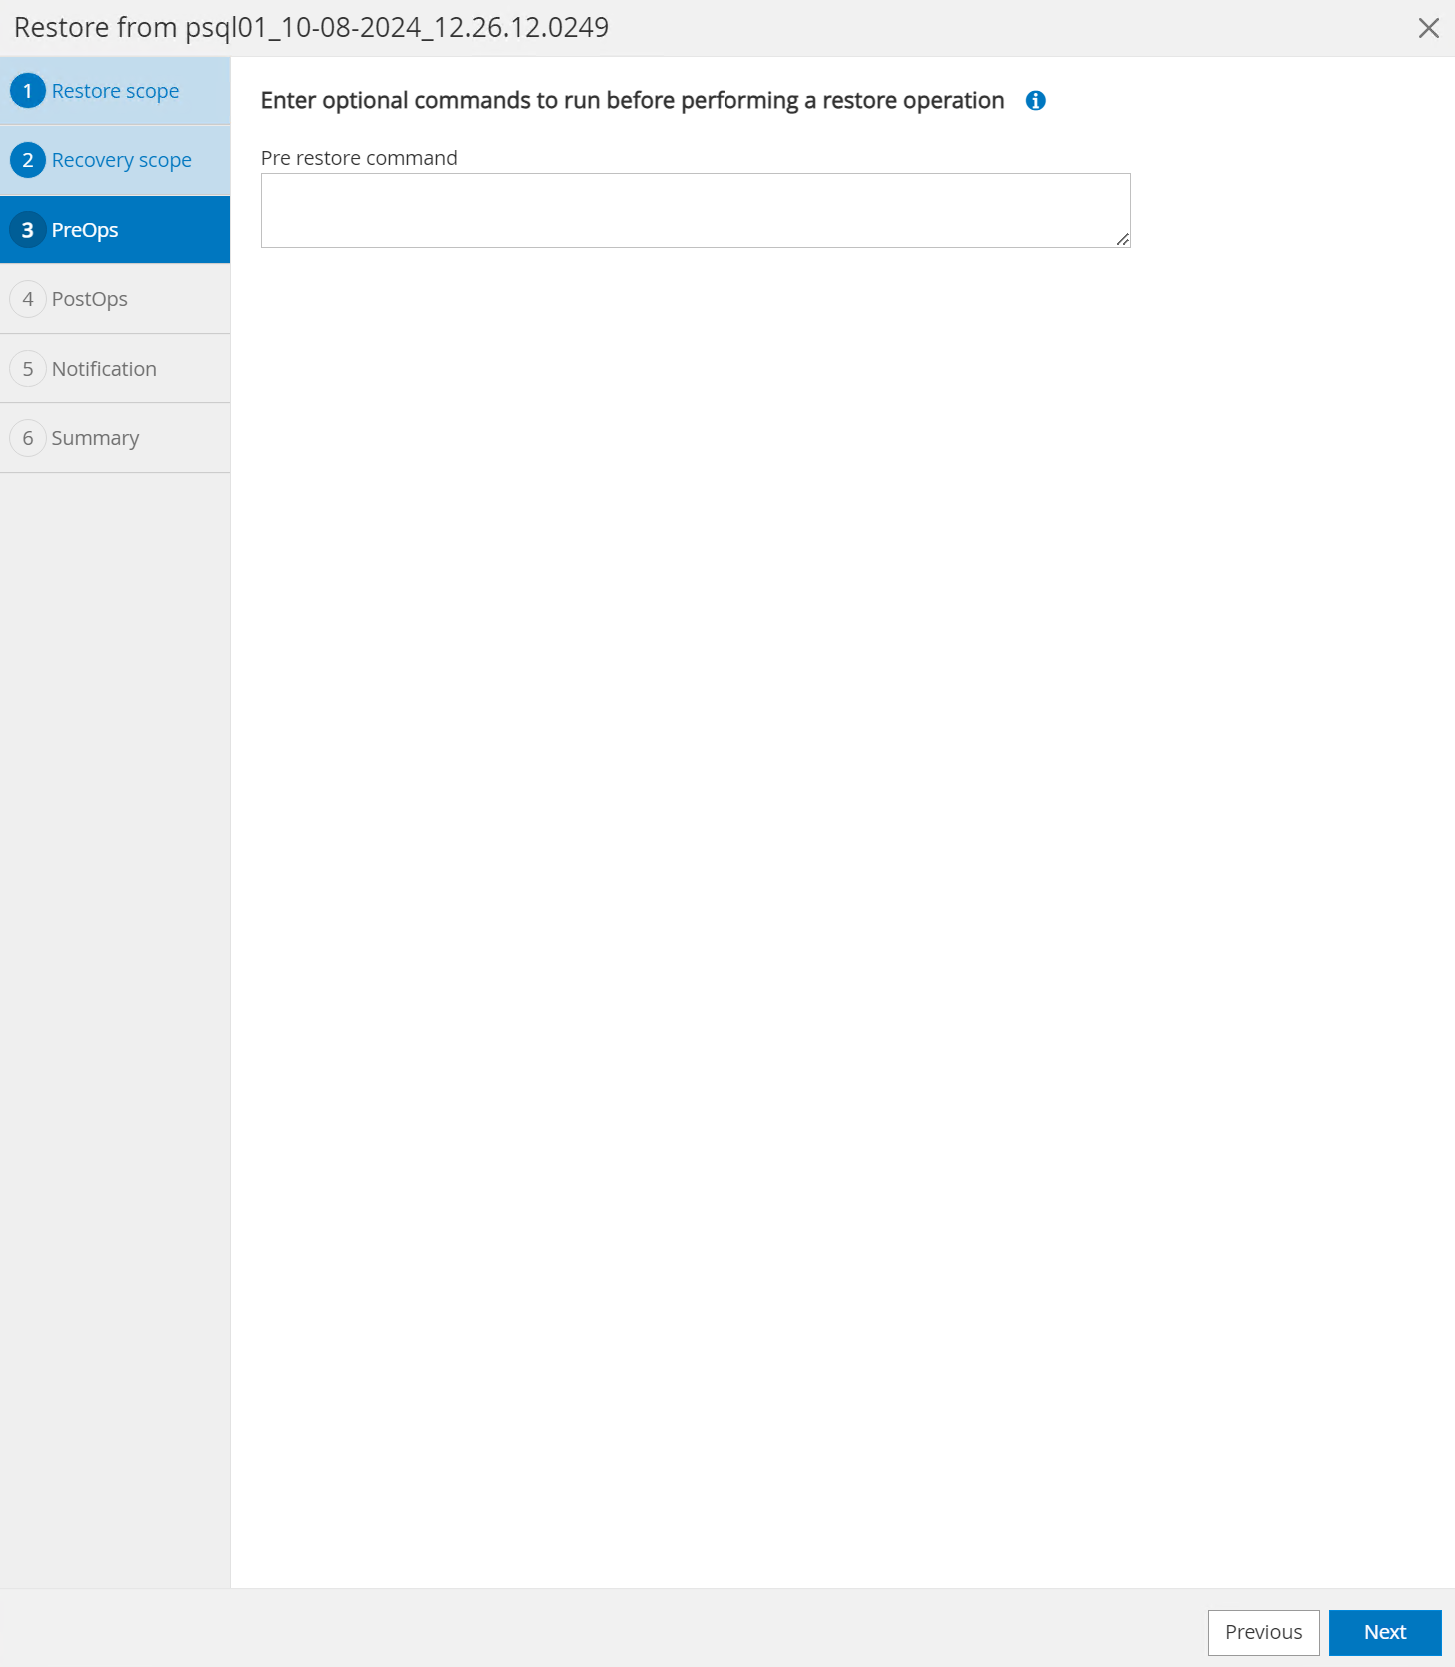 Restore from psql01_10-08-2024_12.26.12.0249
1 Restore scope
2 Recovery scope
3 PreOps
4 PostOps
5 Notification
6 Summary
Enter optional commands to run before performing a restore operation
Pre restore command
Previous
Next